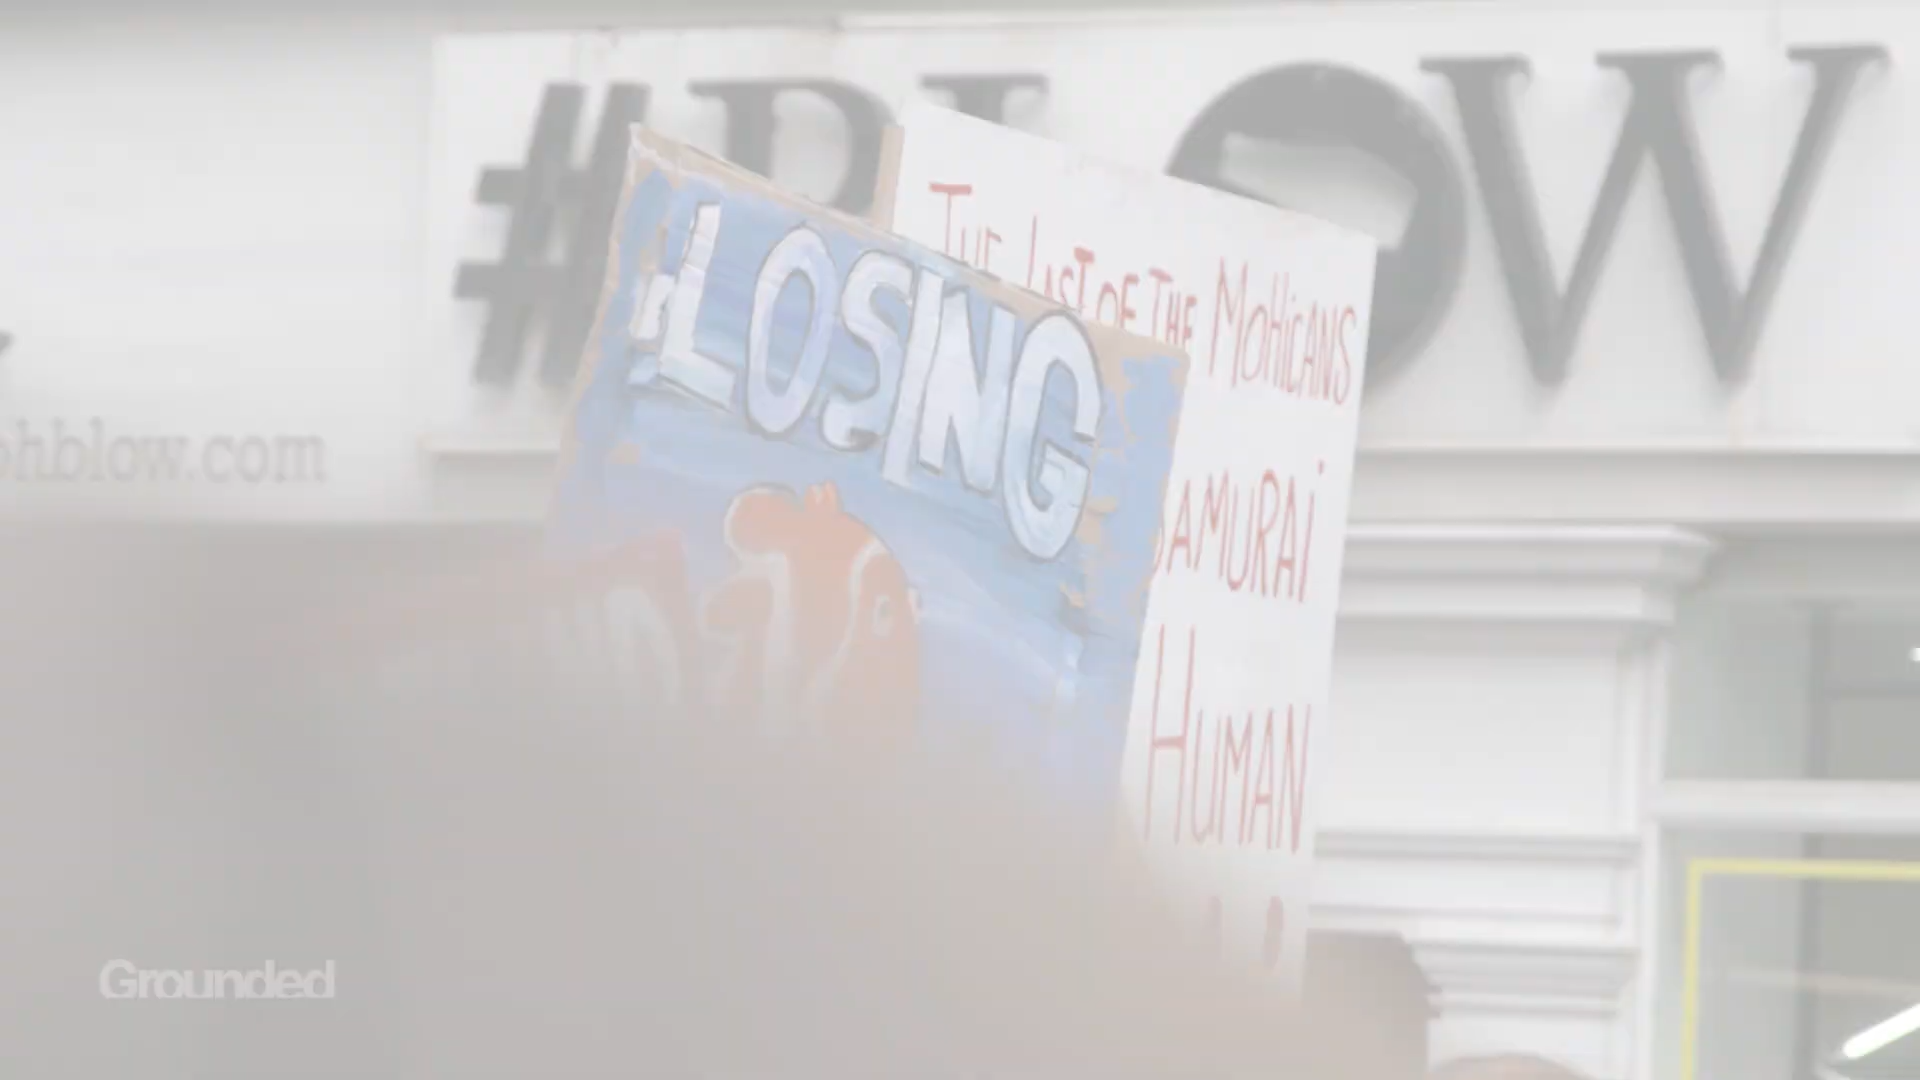 #BLOW
ohblow.com
LOSING
THE LAST OF THE MOHICANS
SAMURAI
HUMAN
Grounded